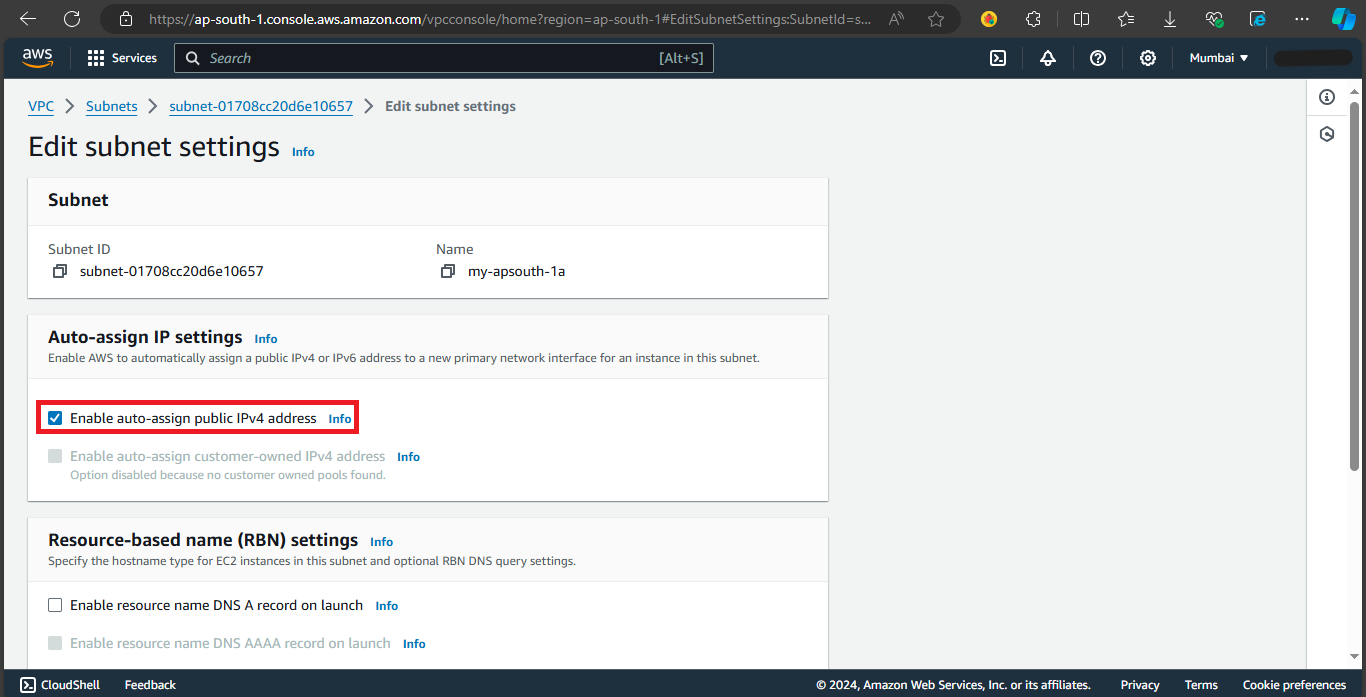 https://ap-south-1.console.aws.amazon.com/vpcconsole/home?region=ap-south-1#EditSubnetSettings:SubnetId=s...
aws Services Search [Alt+S] Mumbai
VPC Subnets subnet-01708cc20d6e10657 Edit subnet settings
Edit subnet settings Info
Subnet
Subnet ID Name
subnet-01708cc20d6e10657 my-apsouth-1a
Auto-assign IP settings Info
Enable AWS to automatically assign a public IPv4 or IPv6 address to a new primary network interface for an instance in this subnet.
Enable auto-assign public IPv4 address Info
Enable auto-assign customer-owned IPv4 address Info
Option disabled because no customer owned pools found.
Resource-based name (RBN) settings Info
Specify the hostname type for EC2 instances in this subnet and optional RBN DNS query settings.
Enable resource name DNS A record on launch Info
Enable resource name DNS AAAA record on launch Info
CloudShell Feedback © 2024, Amazon Web Services, Inc. or its affiliates. Privacy Terms Cookie preferences